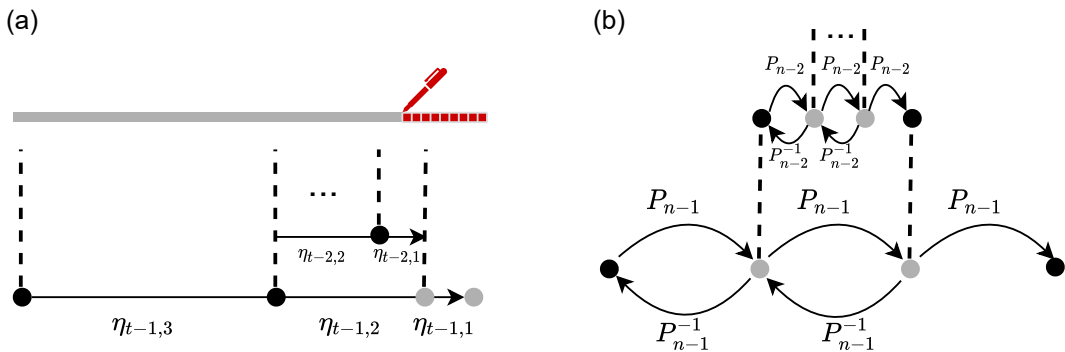 (a)
...
η_{t−2,2} η_{t−2,1}
η_{t−1,3} η_{t−1,2} η_{t−1,1}
(b)
...
P_{n−2} P_{n−2} P_{n−2}
P_{n−2}^{−1} P_{n−2}^{−1}
P_{n−1} P_{n−1} P_{n−1}
P_{n−1}^{−1} P_{n−1}^{−1}